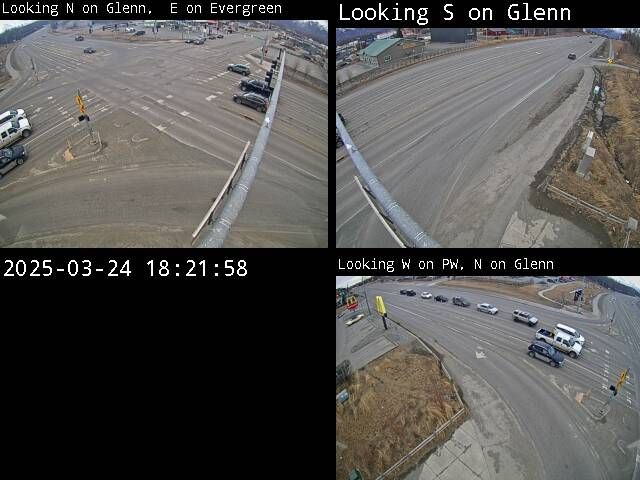 Looking N on Glenn,  E on Evergreen
Looking S on Glenn
2025-03-24 18:21:58
Looking W on PW, N on Glenn